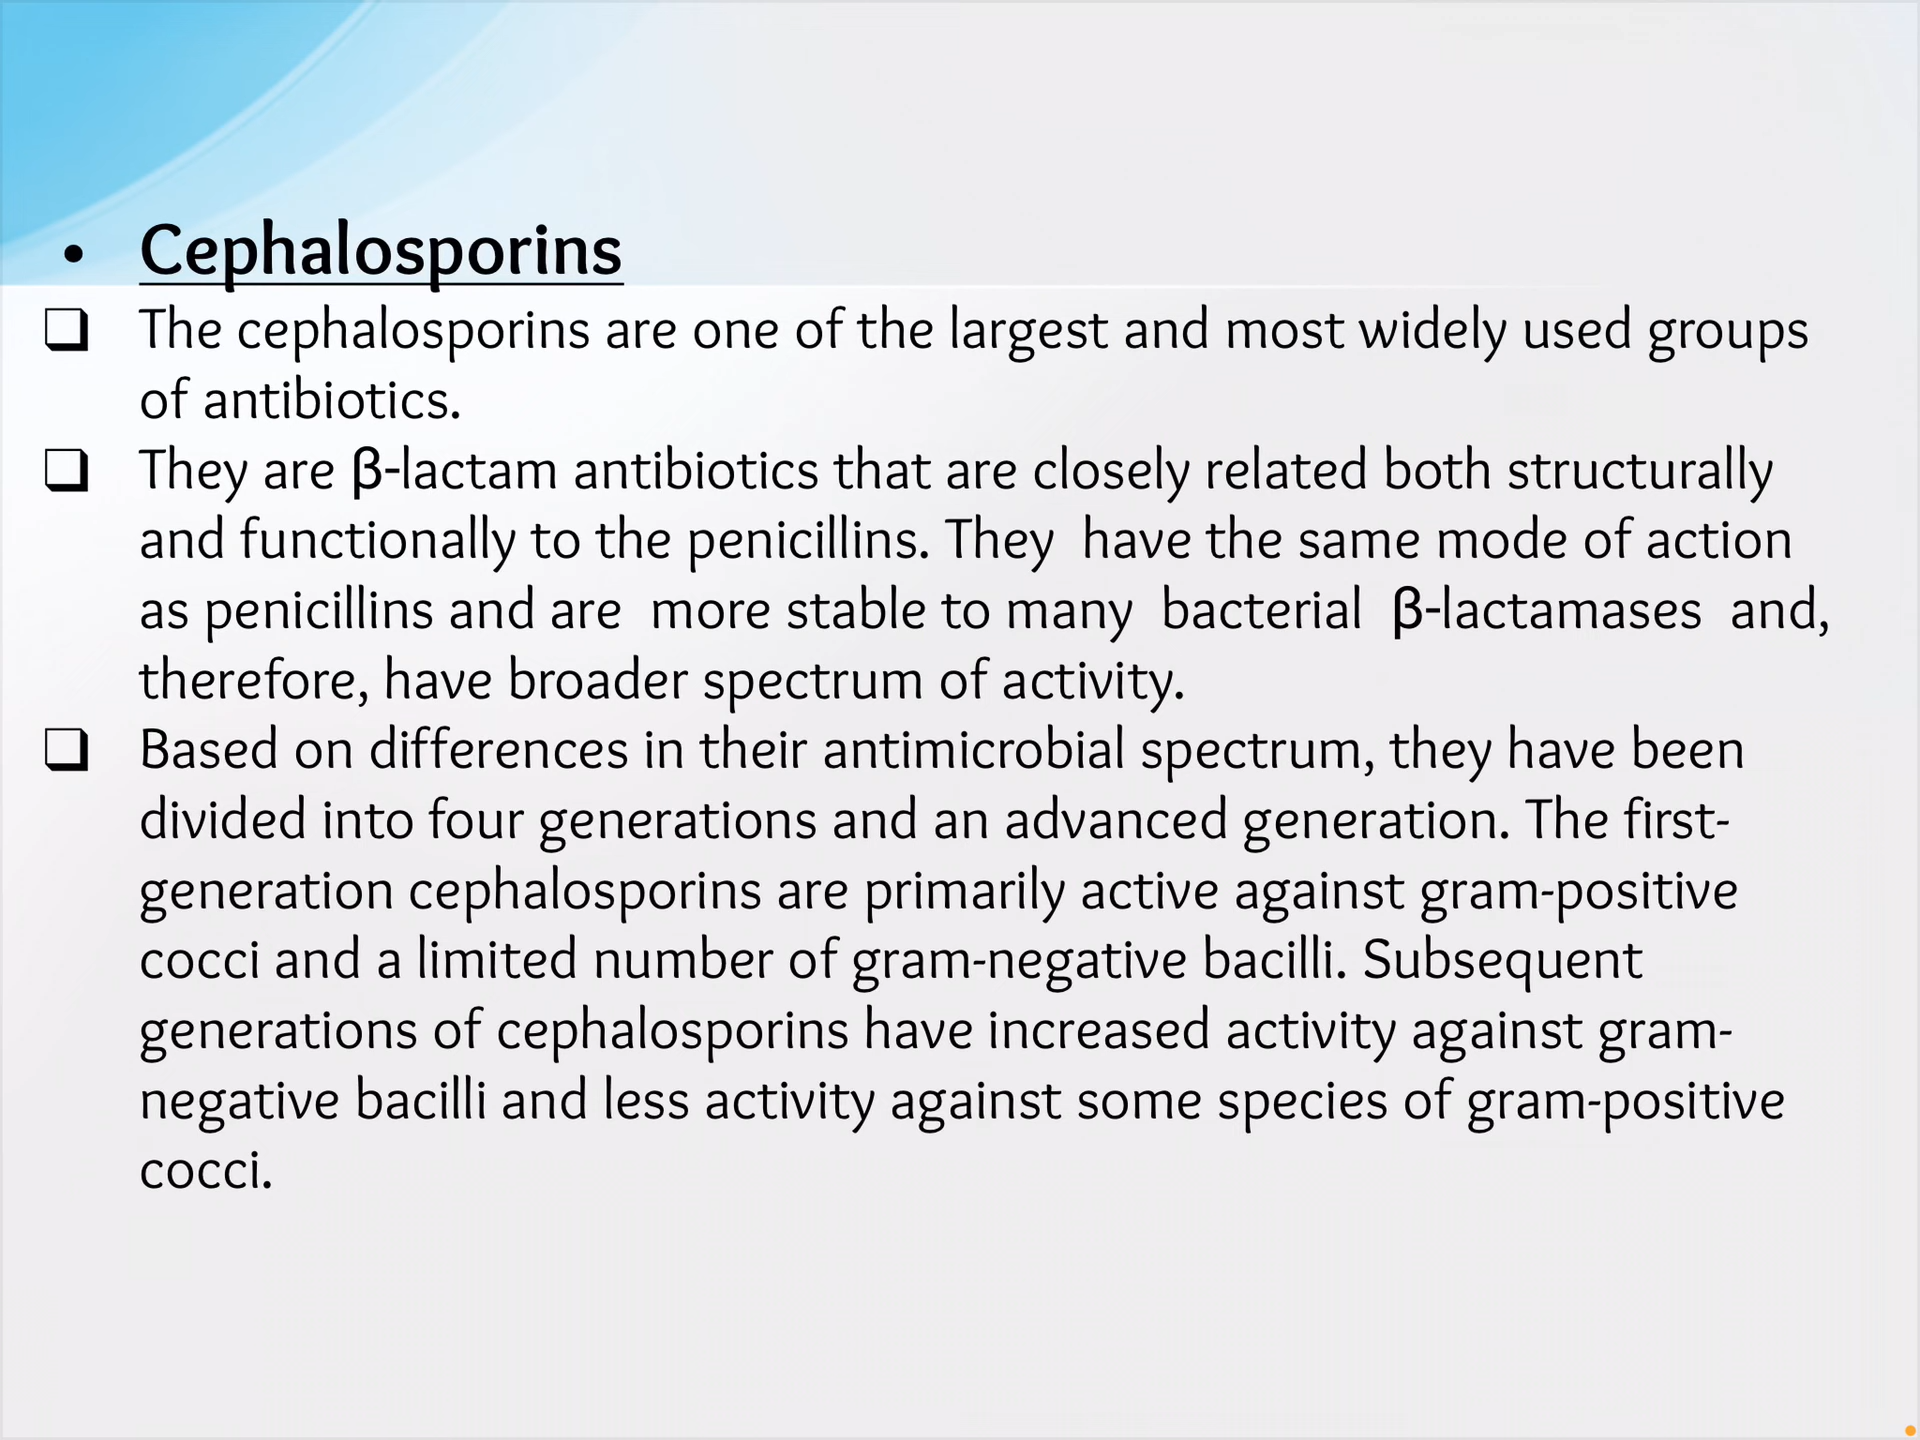 • Cephalosporins
❑ The cephalosporins are one of the largest and most widely used groups
of antibiotics.
❑ They are β-lactam antibiotics that are closely related both structurally
and functionally to the penicillins. They  have the same mode of action
as penicillins and are  more stable to many  bacterial  β-lactamases  and,
therefore, have broader spectrum of activity.
❑ Based on differences in their antimicrobial spectrum, they have been
divided into four generations and an advanced generation. The first-
generation cephalosporins are primarily active against gram-positive
cocci and a limited number of gram-negative bacilli. Subsequent
generations of cephalosporins have increased activity against gram-
negative bacilli and less activity against some species of gram-positive
cocci.